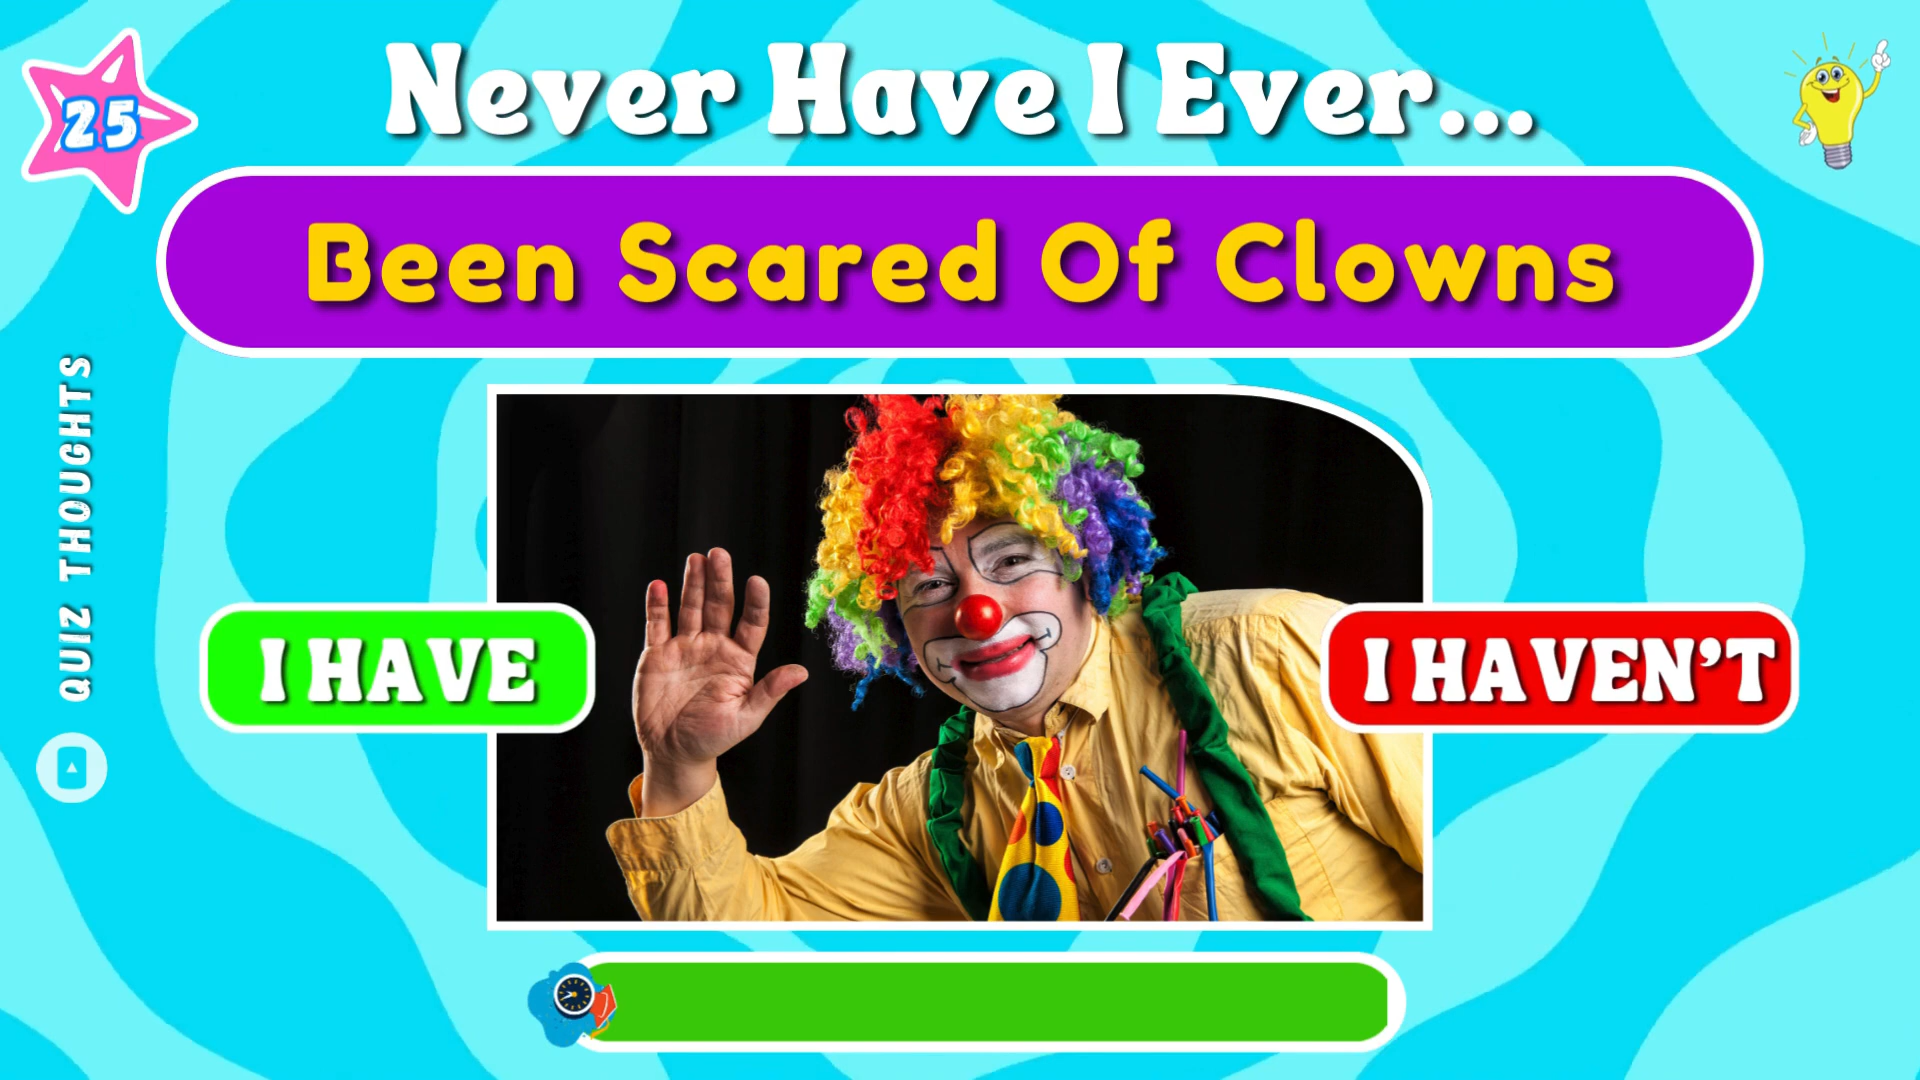 25
Never Have I Ever...
Been Scared Of Clowns
QUIZ THOUGHTS
I HAVE
I HAVEN'T